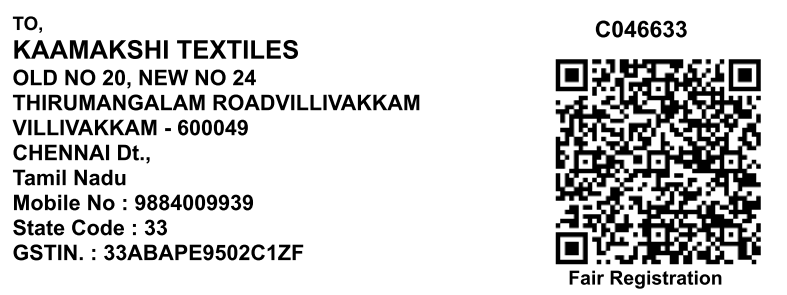 TO,
KAAMAKSHI TEXTILES
OLD NO 20, NEW NO 24
THIRUMANGALAM ROADVILLIVAKKAM
VILLIVAKKAM - 600049
CHENNAI Dt.,
Tamil Nadu
Mobile No : 9884009939
State Code : 33
GSTIN. : 33ABAPE9502C1ZF
C046633
Fair Registration